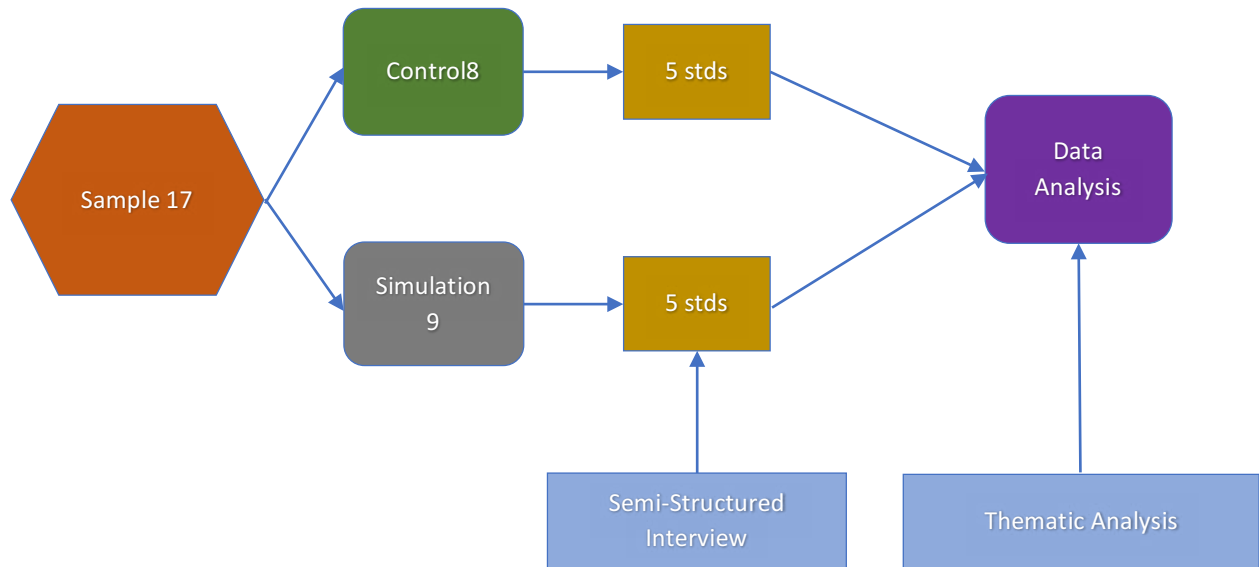 Control8
5 stds
Sample 17
Data
Analysis
Simulation
9
5 stds
Semi-Structured
Interview
Thematic Analysis